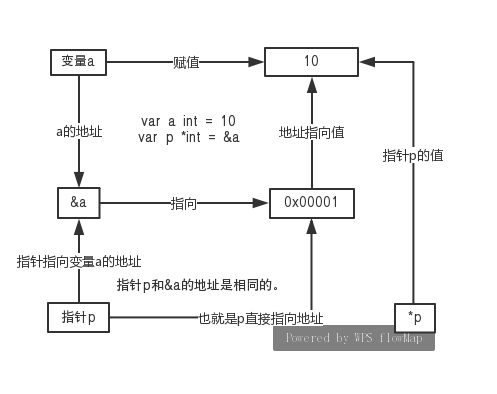 变量a
赋值
10
a的地址
var a int = 10
var p *int = &a
地址指向值
指针p的值
&a
指向
0x00001
指针指向变量a的地址
指针p和&a的地址是相同的。
指针p
也就是p直接指向地址
*p
Powered by WPS flowMap